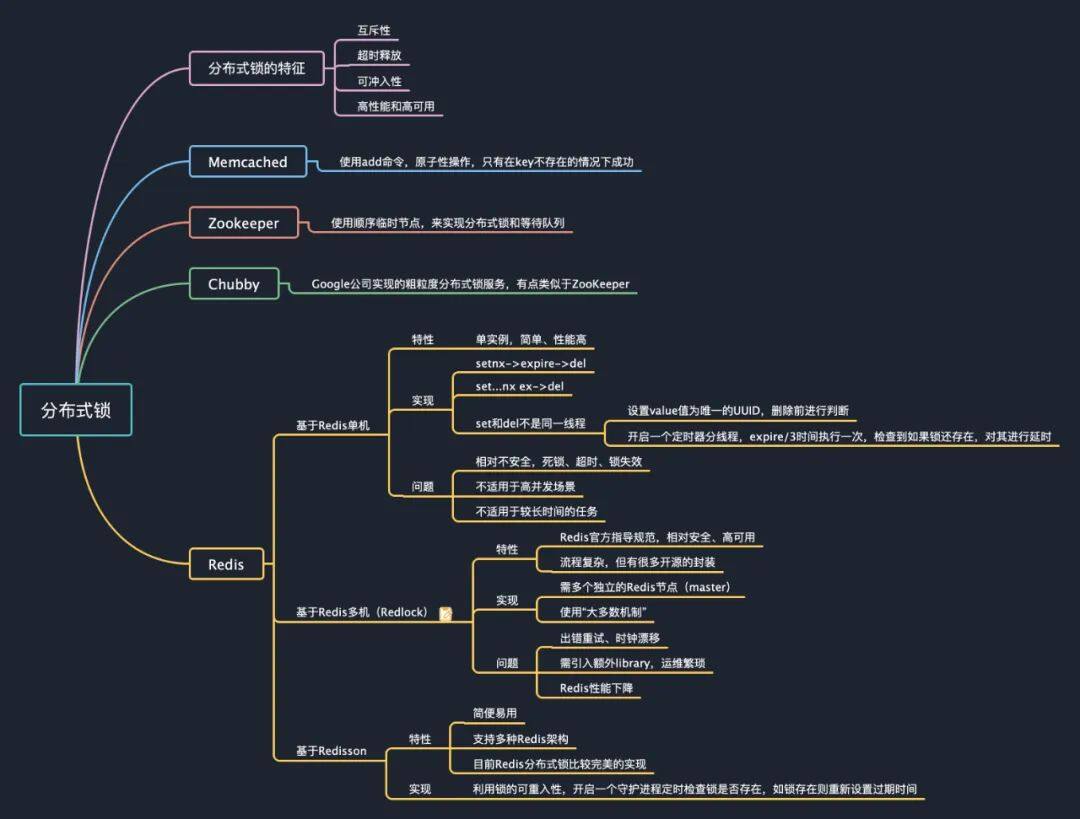 分布式锁
分布式锁的特征
互斥性
超时释放
可冲入性
高性能和高可用
Memcached
使用add命令，原子性操作，只有在key不存在的情况下成功
Zookeeper
使用顺序临时节点，来实现分布式锁和等待队列
Chubby
Google公司实现的粗粒度分布式锁服务，有点类似于ZooKeeper
Redis
基于Redis单机
特性
单实例，简单、性能高
实现
setnx->expire->del
set...nx ex->del
set和del不是同一线程
设置value值为唯一的UUID，删除前进行判断
开启一个定时器分线程，expire/3时间执行一次，检查到如果锁还存在，对其进行延时
问题
相对不安全，死锁、超时、锁失效
不适用于高并发场景
不适用于较长时间的任务
基于Redis多机（Redlock）
特性
Redis官方指导规范，相对安全、高可用
流程复杂，但有很多开源的封装
实现
需多个独立的Redis节点（master）
使用“大多数机制”
问题
出错重试、时钟漂移
需引入额外library，运维繁琐
Redis性能下降
基于Redisson
特性
简便易用
支持多种Redis架构
目前Redis分布式锁比较完美的实现
实现
利用锁的可重入性，开启一个守护进程定时检查锁是否存在，如锁存在则重新设置过期时间